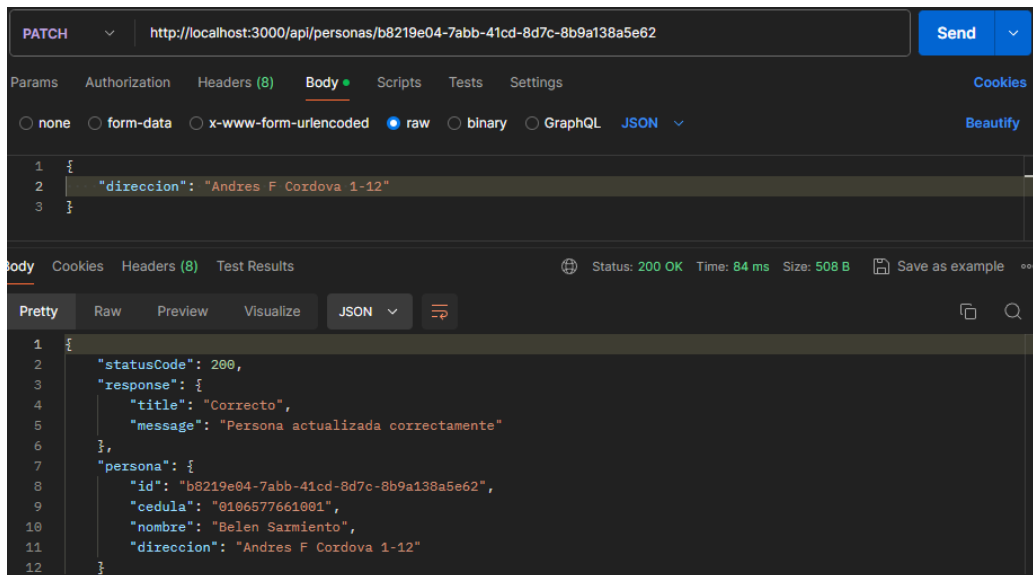 PATCH http://localhost:3000/api/personas/b8219e04-7abb-41cd-8d7c-8b9a138a5e62 Send
Params Authorization Headers (8) Body Scripts Tests Settings Cookies
none form-data x-www-form-urlencoded raw binary GraphQL JSON Beautify
1 {
2 "direccion": "Andres F Cordova 1-12"
3 }
Body Cookies Headers (8) Test Results Status: 200 OK Time: 84 ms Size: 508 B Save as example
Pretty Raw Preview Visualize JSON
1 {
2 "statusCode": 200,
3 "response": {
4 "title": "Correcto",
5 "message": "Persona actualizada correctamente"
6 },
7 "persona": {
8 "id": "b8219e04-7abb-41cd-8d7c-8b9a138a5e62",
9 "cedula": "0106577661001",
10 "nombre": "Belen Sarmiento",
11 "direccion": "Andres F Cordova 1-12"
12 }